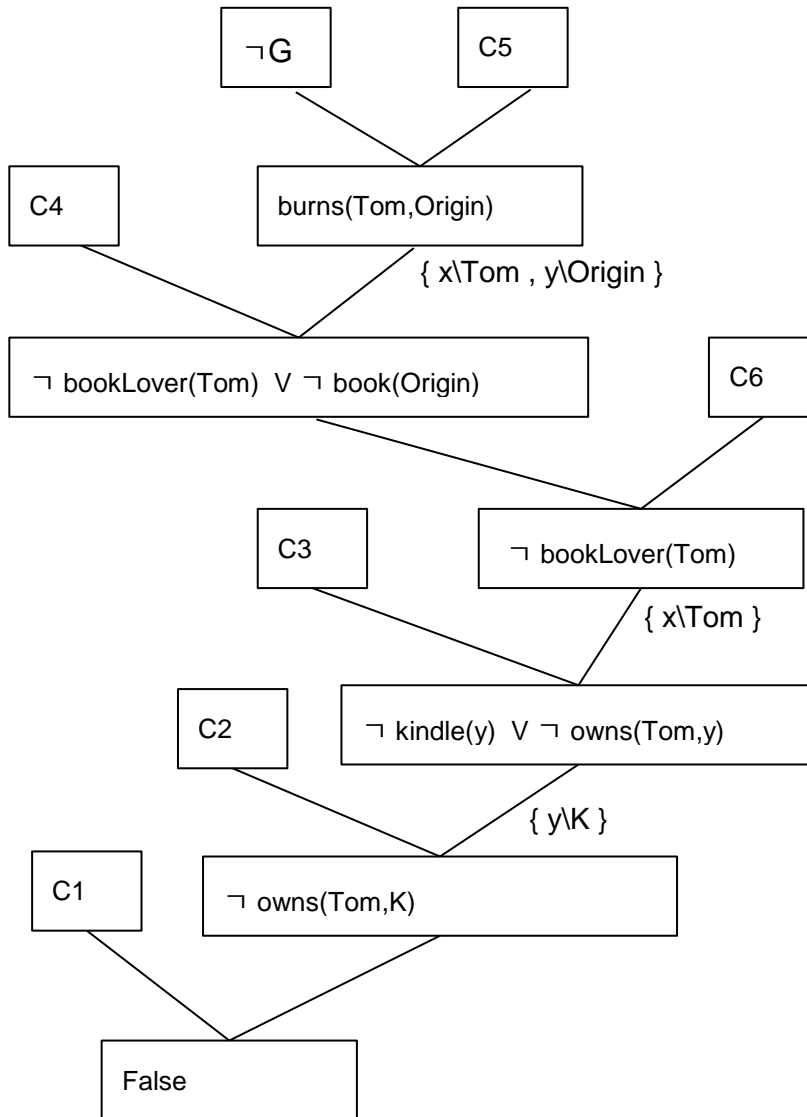 ¬G
C5
C4
burns(Tom,Origin)
{ x\Tom , y\Origin }
¬ bookLover(Tom) V ¬ book(Origin)
C6
C3
¬ bookLover(Tom)
{ x\Tom }
C2
¬ kindle(y) V ¬ owns(Tom,y)
{ y\K }
C1
¬ owns(Tom,K)
False